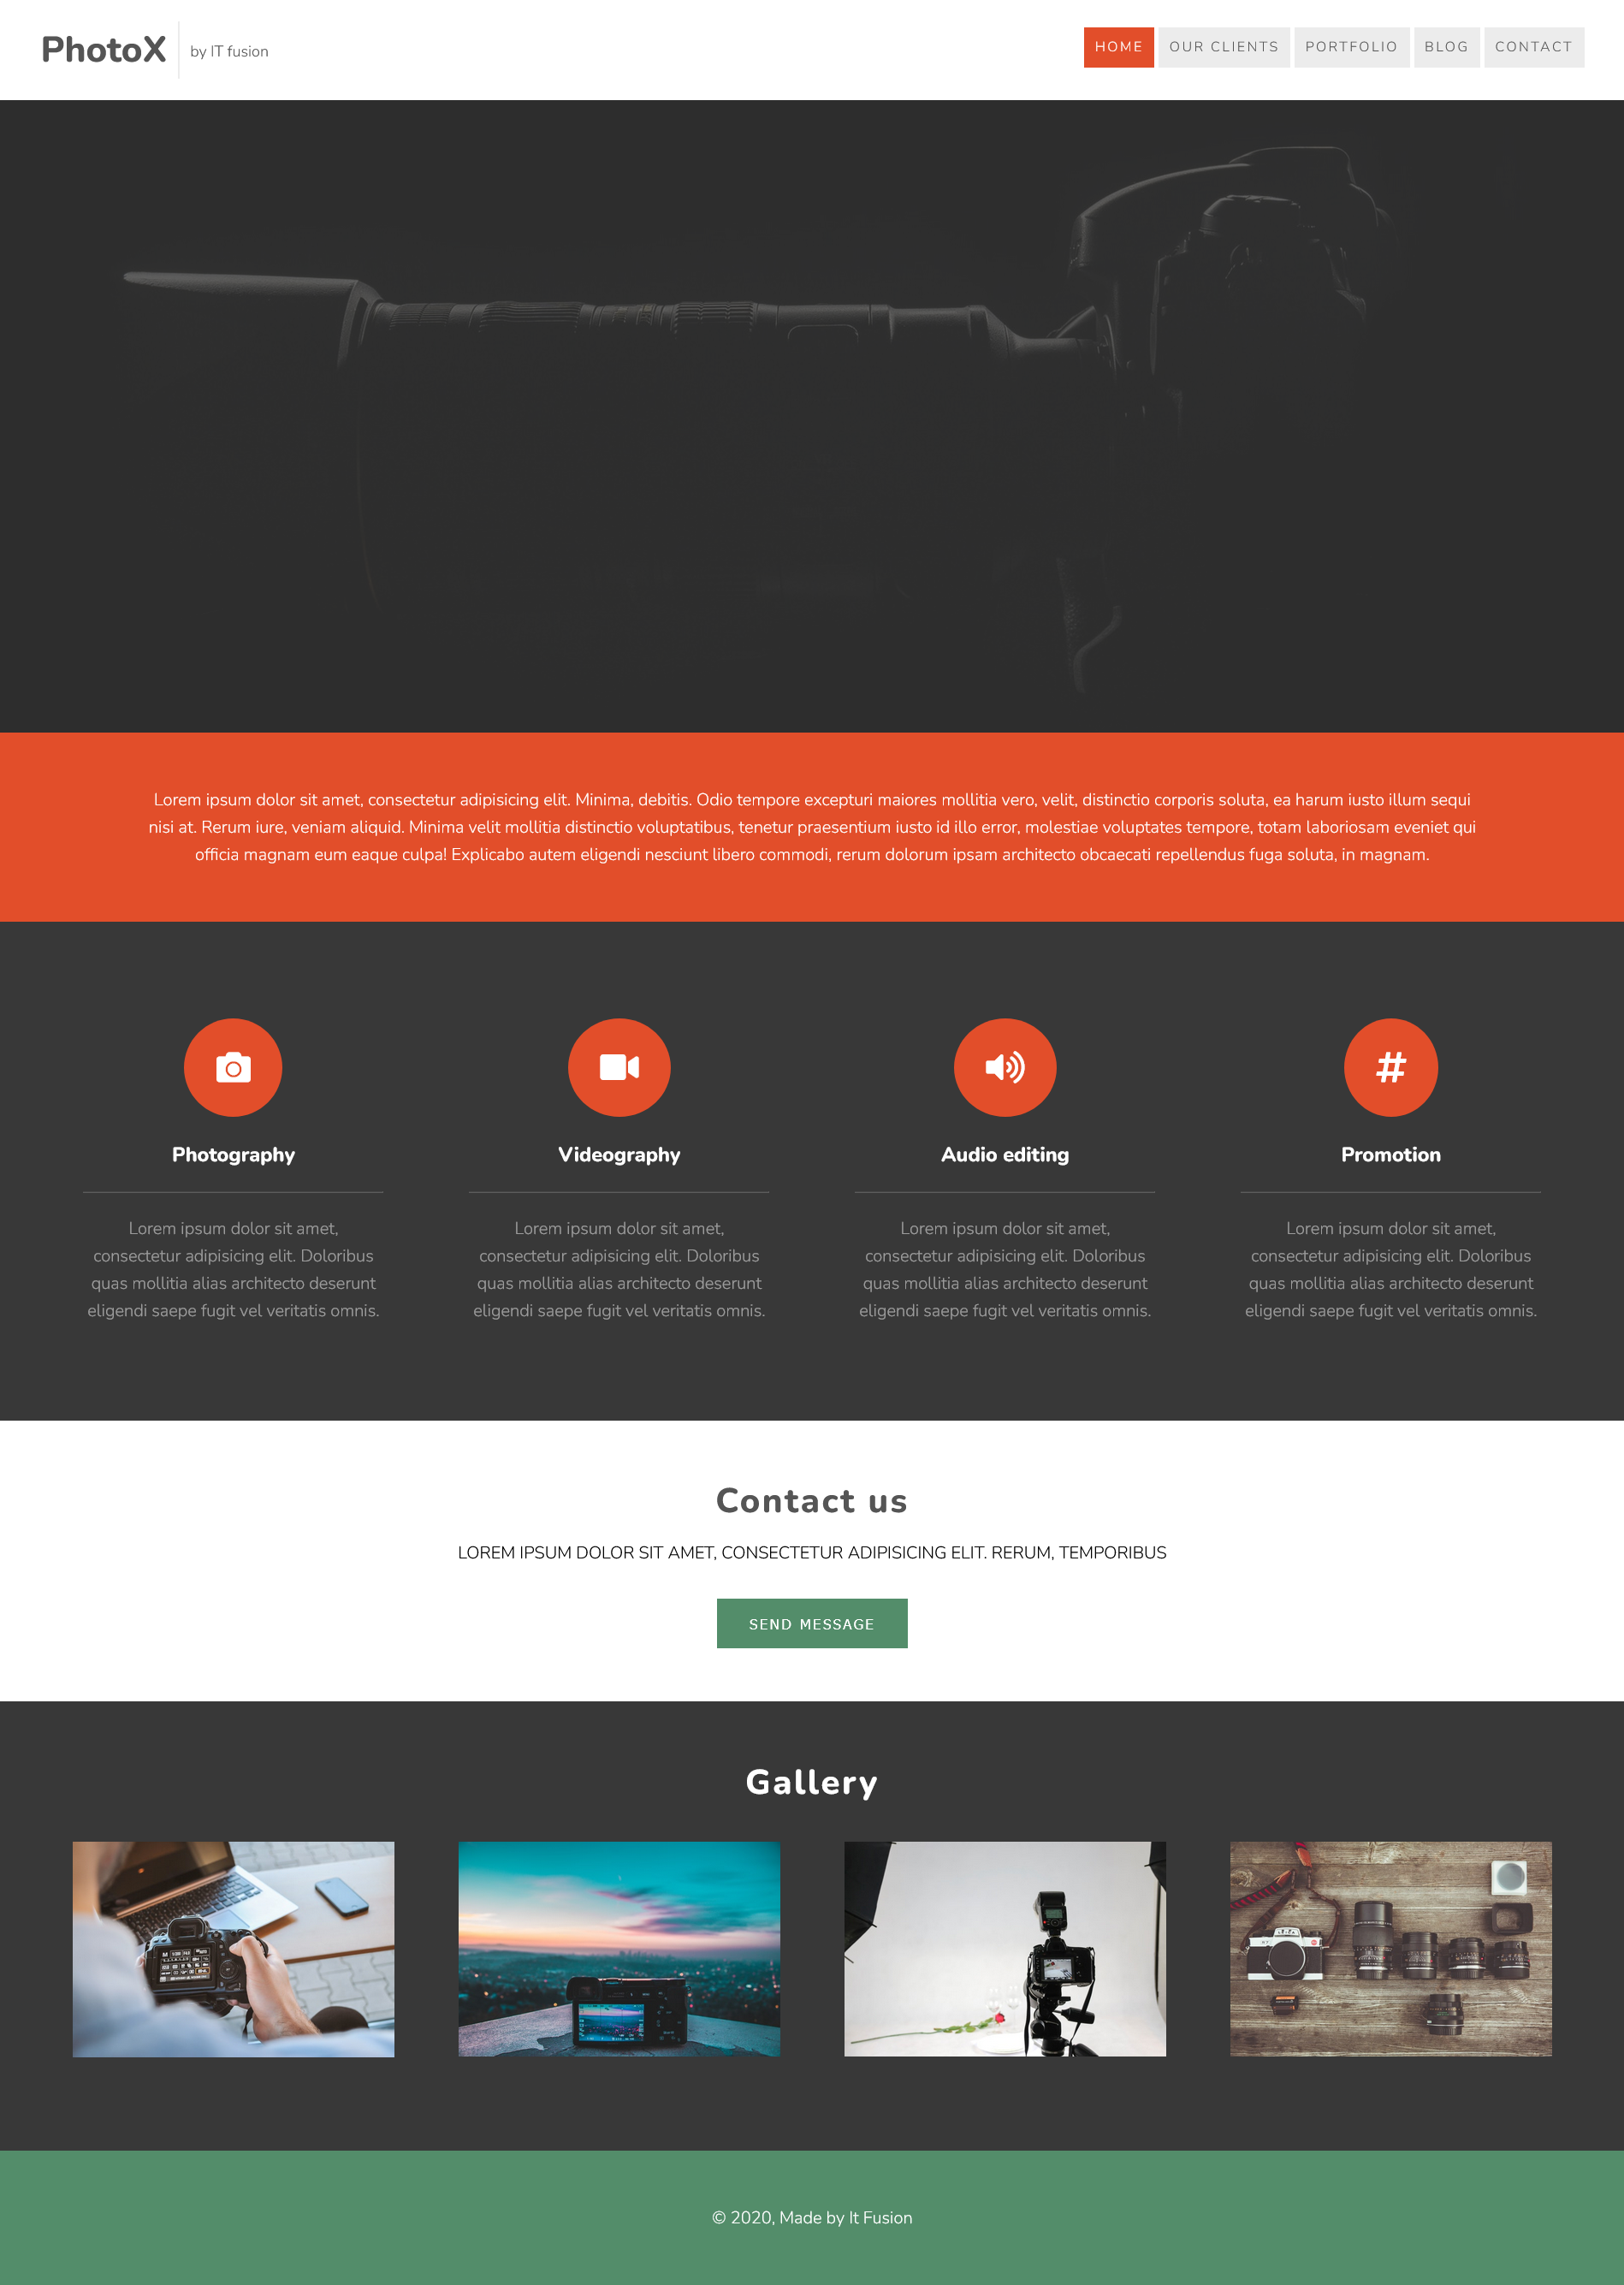 PhotoX
by IT fusion
HOME
OUR CLIENTS
PORTFOLIO
BLOG
CONTACT
Lorem ipsum dolor sit amet, consectetur adipisicing elit. Minima, debitis. Odio tempore excepturi maiores mollitia vero, velit, distinctio corporis soluta, ea harum iusto illum sequi
nisi at. Rerum iure, veniam aliquid. Minima velit mollitia distinctio voluptatibus, tenetur praesentium iusto id illo error, molestiae voluptates tempore, totam laboriosam eveniet qui
officia magnam eum eaque culpa! Explicabo autem eligendi nesciunt libero commodi, rerum dolorum ipsam architecto obcaecati repellendus fuga soluta, in magnam.
Photography
Lorem ipsum dolor sit amet,
consectetur adipisicing elit. Doloribus
quas mollitia alias architecto deserunt
eligendi saepe fugit vel veritatis omnis.
Videography
Lorem ipsum dolor sit amet,
consectetur adipisicing elit. Doloribus
quas mollitia alias architecto deserunt
eligendi saepe fugit vel veritatis omnis.
Audio editing
Lorem ipsum dolor sit amet,
consectetur adipisicing elit. Doloribus
quas mollitia alias architecto deserunt
eligendi saepe fugit vel veritatis omnis.
#
Promotion
Lorem ipsum dolor sit amet,
consectetur adipisicing elit. Doloribus
quas mollitia alias architecto deserunt
eligendi saepe fugit vel veritatis omnis.
Contact us
LOREM IPSUM DOLOR SIT AMET, CONSECTETUR ADIPISICING ELIT. RERUM, TEMPORIBUS
SEND MESSAGE
Gallery
© 2020, Made by It Fusion